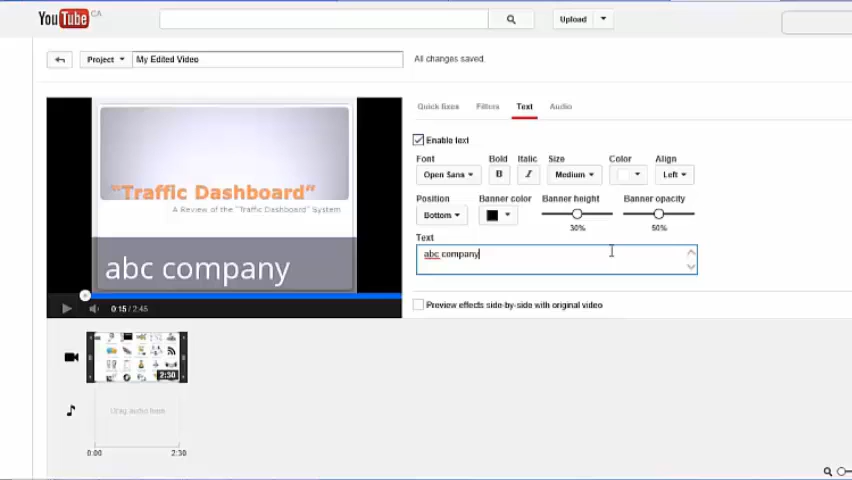 YouTube CA
Upload
Project
My Edited Video
All changes saved.
Quick fixes
Filters
Text
Audio
Enable text
Font
Bold
Italic
Size
Color
Align
Open Sans
B
I
Medium
Left
Position
Banner color
Banner height
Banner opacity
Bottom
30%
50%
Text
abc company
Preview effects side-by-side with original video
"Traffic Dashboard"
A Review of the "Traffic Dashboard" System
abc company
0:15 / 2:45
2:30
0:00
2:30